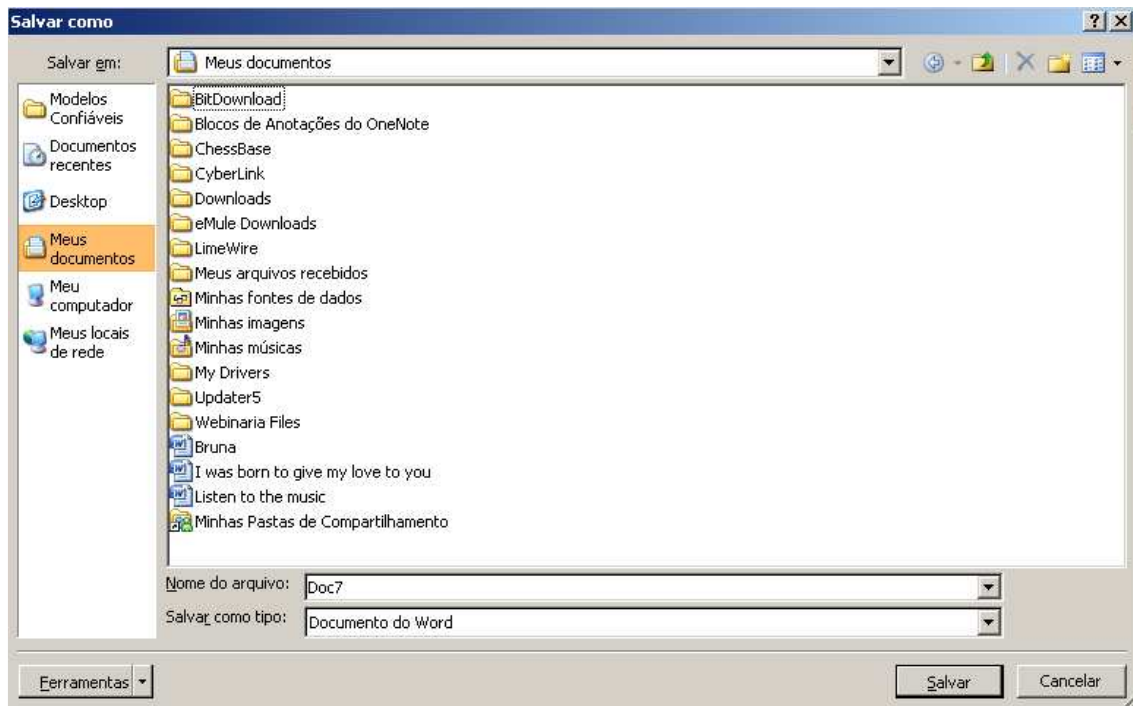 Salvar como
Salvar em:
Meus documentos
Modelos
Confiáveis
Documentos
recentes
Desktop
Meus
documentos
Meu
computador
Meus locais
de rede
BitDownload
Blocos de Anotações do OneNote
ChessBase
CyberLink
Downloads
eMule Downloads
LimeWire
Meus arquivos recebidos
Minhas fontes de dados
Minhas imagens
Minhas músicas
My Drivers
Updater5
Webinaria Files
Bruna
I was born to give my love to you
Listen to the music
Minhas Pastas de Compartilhamento
Nome do arquivo: Doc7
Salvar como tipo: Documento do Word
Ferramentas
Salvar
Cancelar